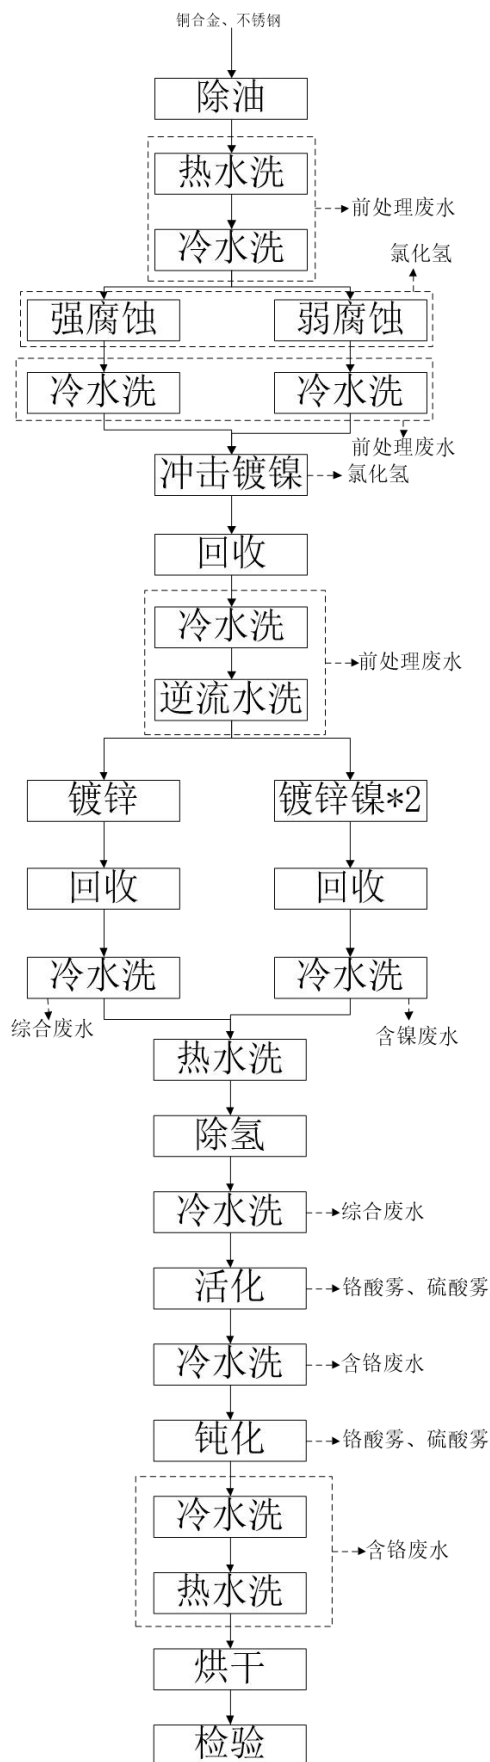 铜合金、不锈钢
除油
热水洗
前处理废水
冷水洗
氯化氢
强腐蚀
弱腐蚀
冷水洗
冷水洗
前处理废水
冲击镀镍
氯化氢
回收
冷水洗
前处理废水
逆流水洗
镀锌
镀锌镍*2
回收
回收
冷水洗
冷水洗
综合废水
含镍废水
热水洗
除氢
冷水洗
综合废水
活化
铬酸雾、硫酸雾
冷水洗
含铬废水
钝化
铬酸雾、硫酸雾
冷水洗
含铬废水
热水洗
烘干
检验